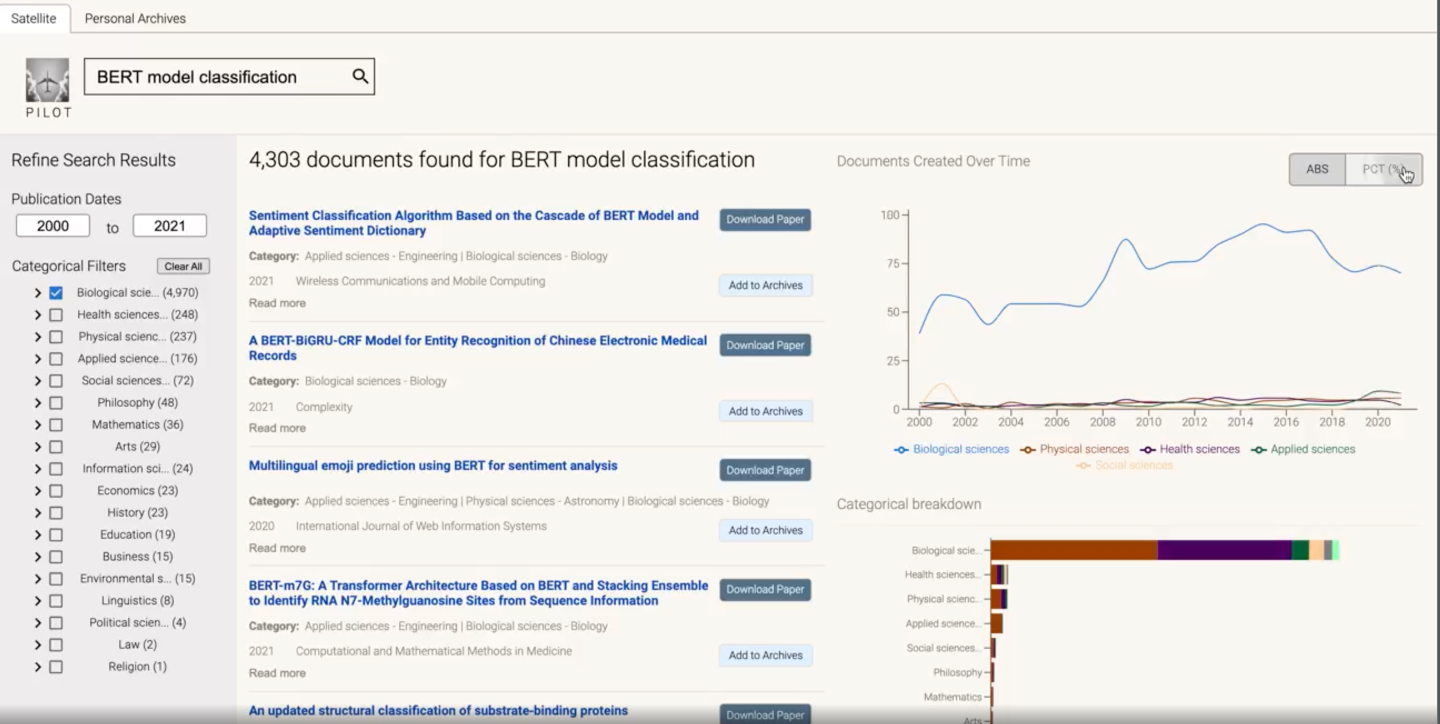 Satellite
Personal Archives
BERT model classification
PILOT
Refine Search Results
Publication Dates
2000 to 2021
Categorical Filters
Clear All
Biological scie... (4,970)
Health sciences... (248)
Physical scienc... (237)
Applied science... (176)
Social sciences... (72)
Philosophy (48)
Mathematics (36)
Arts (29)
Information sci... (24)
Economics (23)
History (23)
Education (19)
Business (15)
Environmental s... (15)
Linguistics (8)
Political scien... (4)
Law (2)
Religion (1)
4,303 documents found for BERT model classification
Sentiment Classification Algorithm Based on the Cascade of BERT Model and
Adaptive Sentiment Dictionary
Download Paper
Category: Applied sciences - Engineering | Biological sciences - Biology
2021 Wireless Communications and Mobile Computing
Add to Archives
Read more
A BERT-BiGRU-CRF Model for Entity Recognition of Chinese Electronic Medical
Records
Download Paper
Category: Biological sciences - Biology
2021 Complexity
Add to Archives
Read more
Multilingual emoji prediction using BERT for sentiment analysis
Download Paper
Category: Applied sciences - Engineering | Physical sciences - Astronomy | Biological sciences - Biology
2020 International Journal of Web Information Systems
Add to Archives
Read more
BERT-m7G: A Transformer Architecture Based on BERT and Stacking Ensemble
to Identify RNA N7-Methylguanosine Sites from Sequence Information
Download Paper
Category: Applied sciences - Engineering | Biological sciences - Biology
2021 Computational and Mathematical Methods in Medicine
Add to Archives
Read more
An updated structural classification of substrate-binding proteins
Download Paper
Documents Created Over Time
ABS
PCT (%)
100
75
50
25
0
2000 2002 2004 2006 2008 2010 2012 2014 2016 2018 2020
Biological sciences Physical sciences Health sciences Applied sciences
Social sciences
Categorical breakdown
Biological scie...
Health sciences...
Physical scienc...
Applied science...
Social sciences...
Philosophy
Mathematics
Arts